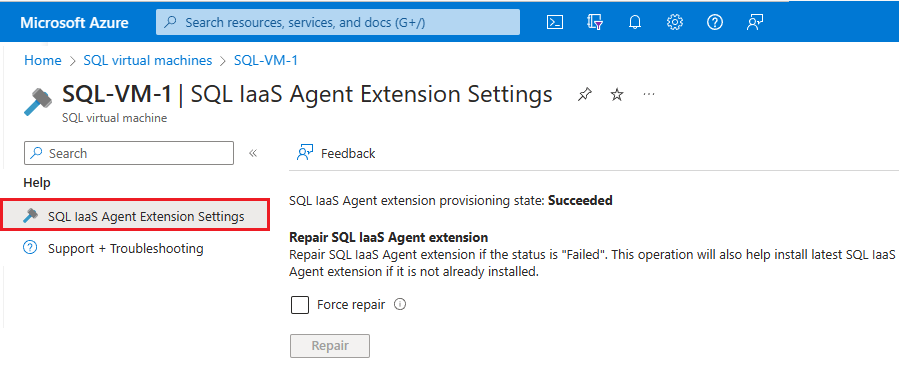 Microsoft Azure
Search resources, services, and docs (G+/)
Home > SQL virtual machines > SQL-VM-1
SQL-VM-1 | SQL IaaS Agent Extension Settings
SQL virtual machine
Search
«
Feedback
Help
SQL IaaS Agent Extension Settings
Support + Troubleshooting
SQL IaaS Agent extension provisioning state: Succeeded
Repair SQL IaaS Agent extension
Repair SQL IaaS Agent extension if the status is "Failed". This operation will also help install latest SQL IaaS
Agent extension if it is not already installed.
Force repair
Repair